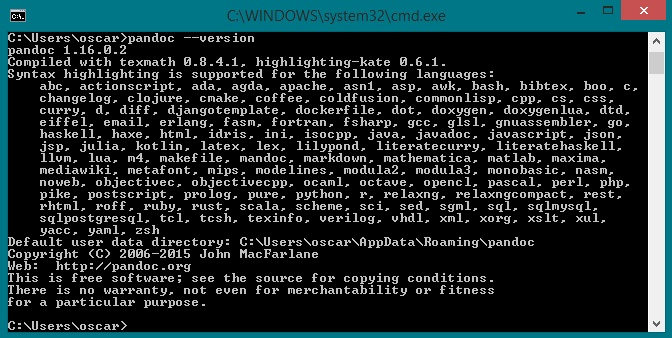 C:\WINDOWS\system32\cmd.exe
C:\Users\oscar>pandoc --version
pandoc 1.16.0.2
Compiled with texmath 0.8.4.1, highlighting-kate 0.6.1.
Syntax highlighting is supported for the following languages:
abc, actionscript, ada, agda, apache, asn1, asp, awk, bash, bibtex, boo, c,
changelog, clojure, cmake, coffee, coldfusion, commonlisp, cpp, cs, css,
curry, d, diff, djangotemplate, dockerfile, dot, doxygen, doxygenlua, dtd,
eiffel, email, erlang, fasm, fortran, fsharp, gcc, glsl, gnuassembler, go,
haskell, haxe, html, idris, ini, isocpp, java, javadoc, javascript, json,
jsp, julia, kotlin, latex, lex, lilypond, literatecurry, literatehaskell,
llvm, lua, m4, makefile, mandoc, markdown, mathematica, matlab, maxima,
mediawiki, metafont, mips, modelines, modula2, modula3, monobasic, nasm,
noweb, objectivec, objectivecpp, ocaml, octave, opencl, pascal, perl, php,
pike, postscript, prolog, pure, python, r, relaxng, relaxngcompact, rest,
rhtml, roff, ruby, rust, scala, scheme, sci, sed, sgml, sql, sqlmysql,
sqlpostgresql, tcl, tcsh, texinfo, verilog, vhdl, xml, xorg, xslt, xul,
yacc, yaml, zsh
Default user data directory: C:\Users\oscar\AppData\Roaming\pandoc
Copyright (C) 2006-2015 John MacFarlane
Web:  http://pandoc.org
This is free software; see the source for copying conditions.
There is no warranty, not even for merchantability or fitness
for a particular purpose.
C:\Users\oscar>